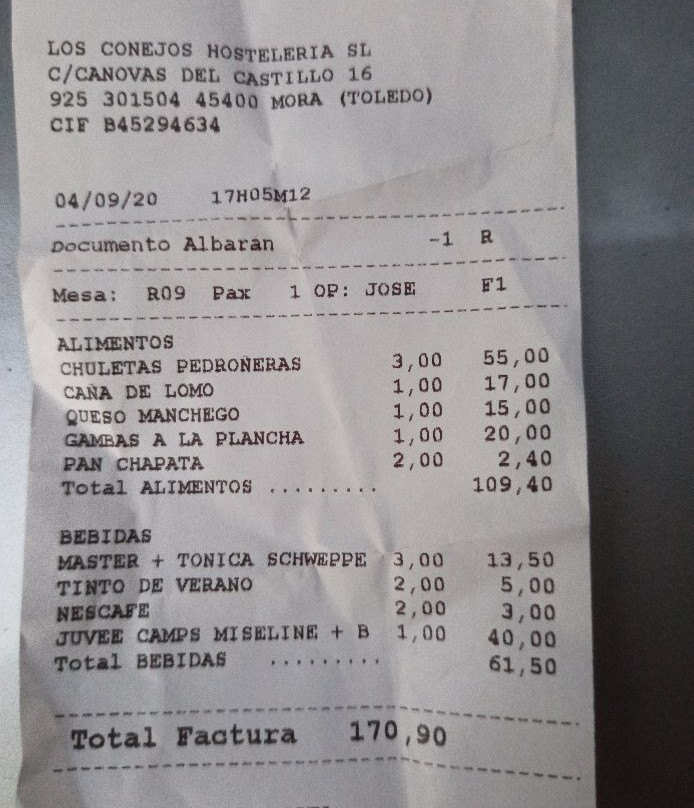 LOS CONEJOS HOSTELERIA SL
C/CANOVAS DEL CASTILLO 16
925 301504 45400 MORA (TOLEDO)
CIF B45294634
04/09/20 17H05M12
Documento Albarán -1 R
Mesa: R09 Pax 1 OP: JOSE F1
ALIMENTOS
CHULETAS PEDROÑERAS 3,00 55,00
CAÑA DE LOMO 1,00 17,00
QUESO MANCHEGO 1,00 15,00
GAMBAS A LA PLANCHA 1,00 20,00
PAN CHAPATA 2,00 2,40
Total ALIMENTOS ......... 109,40
BEBIDAS
MASTER + TONICA SCHWEPPE 3,00 13,50
TINTO DE VERANO 2,00 5,00
NESCAFE 2,00 3,00
JUVEE CAMPS MISELINE + B 1,00 40,00
Total BEBIDAS ......... 61,50
Total Factura 170,90